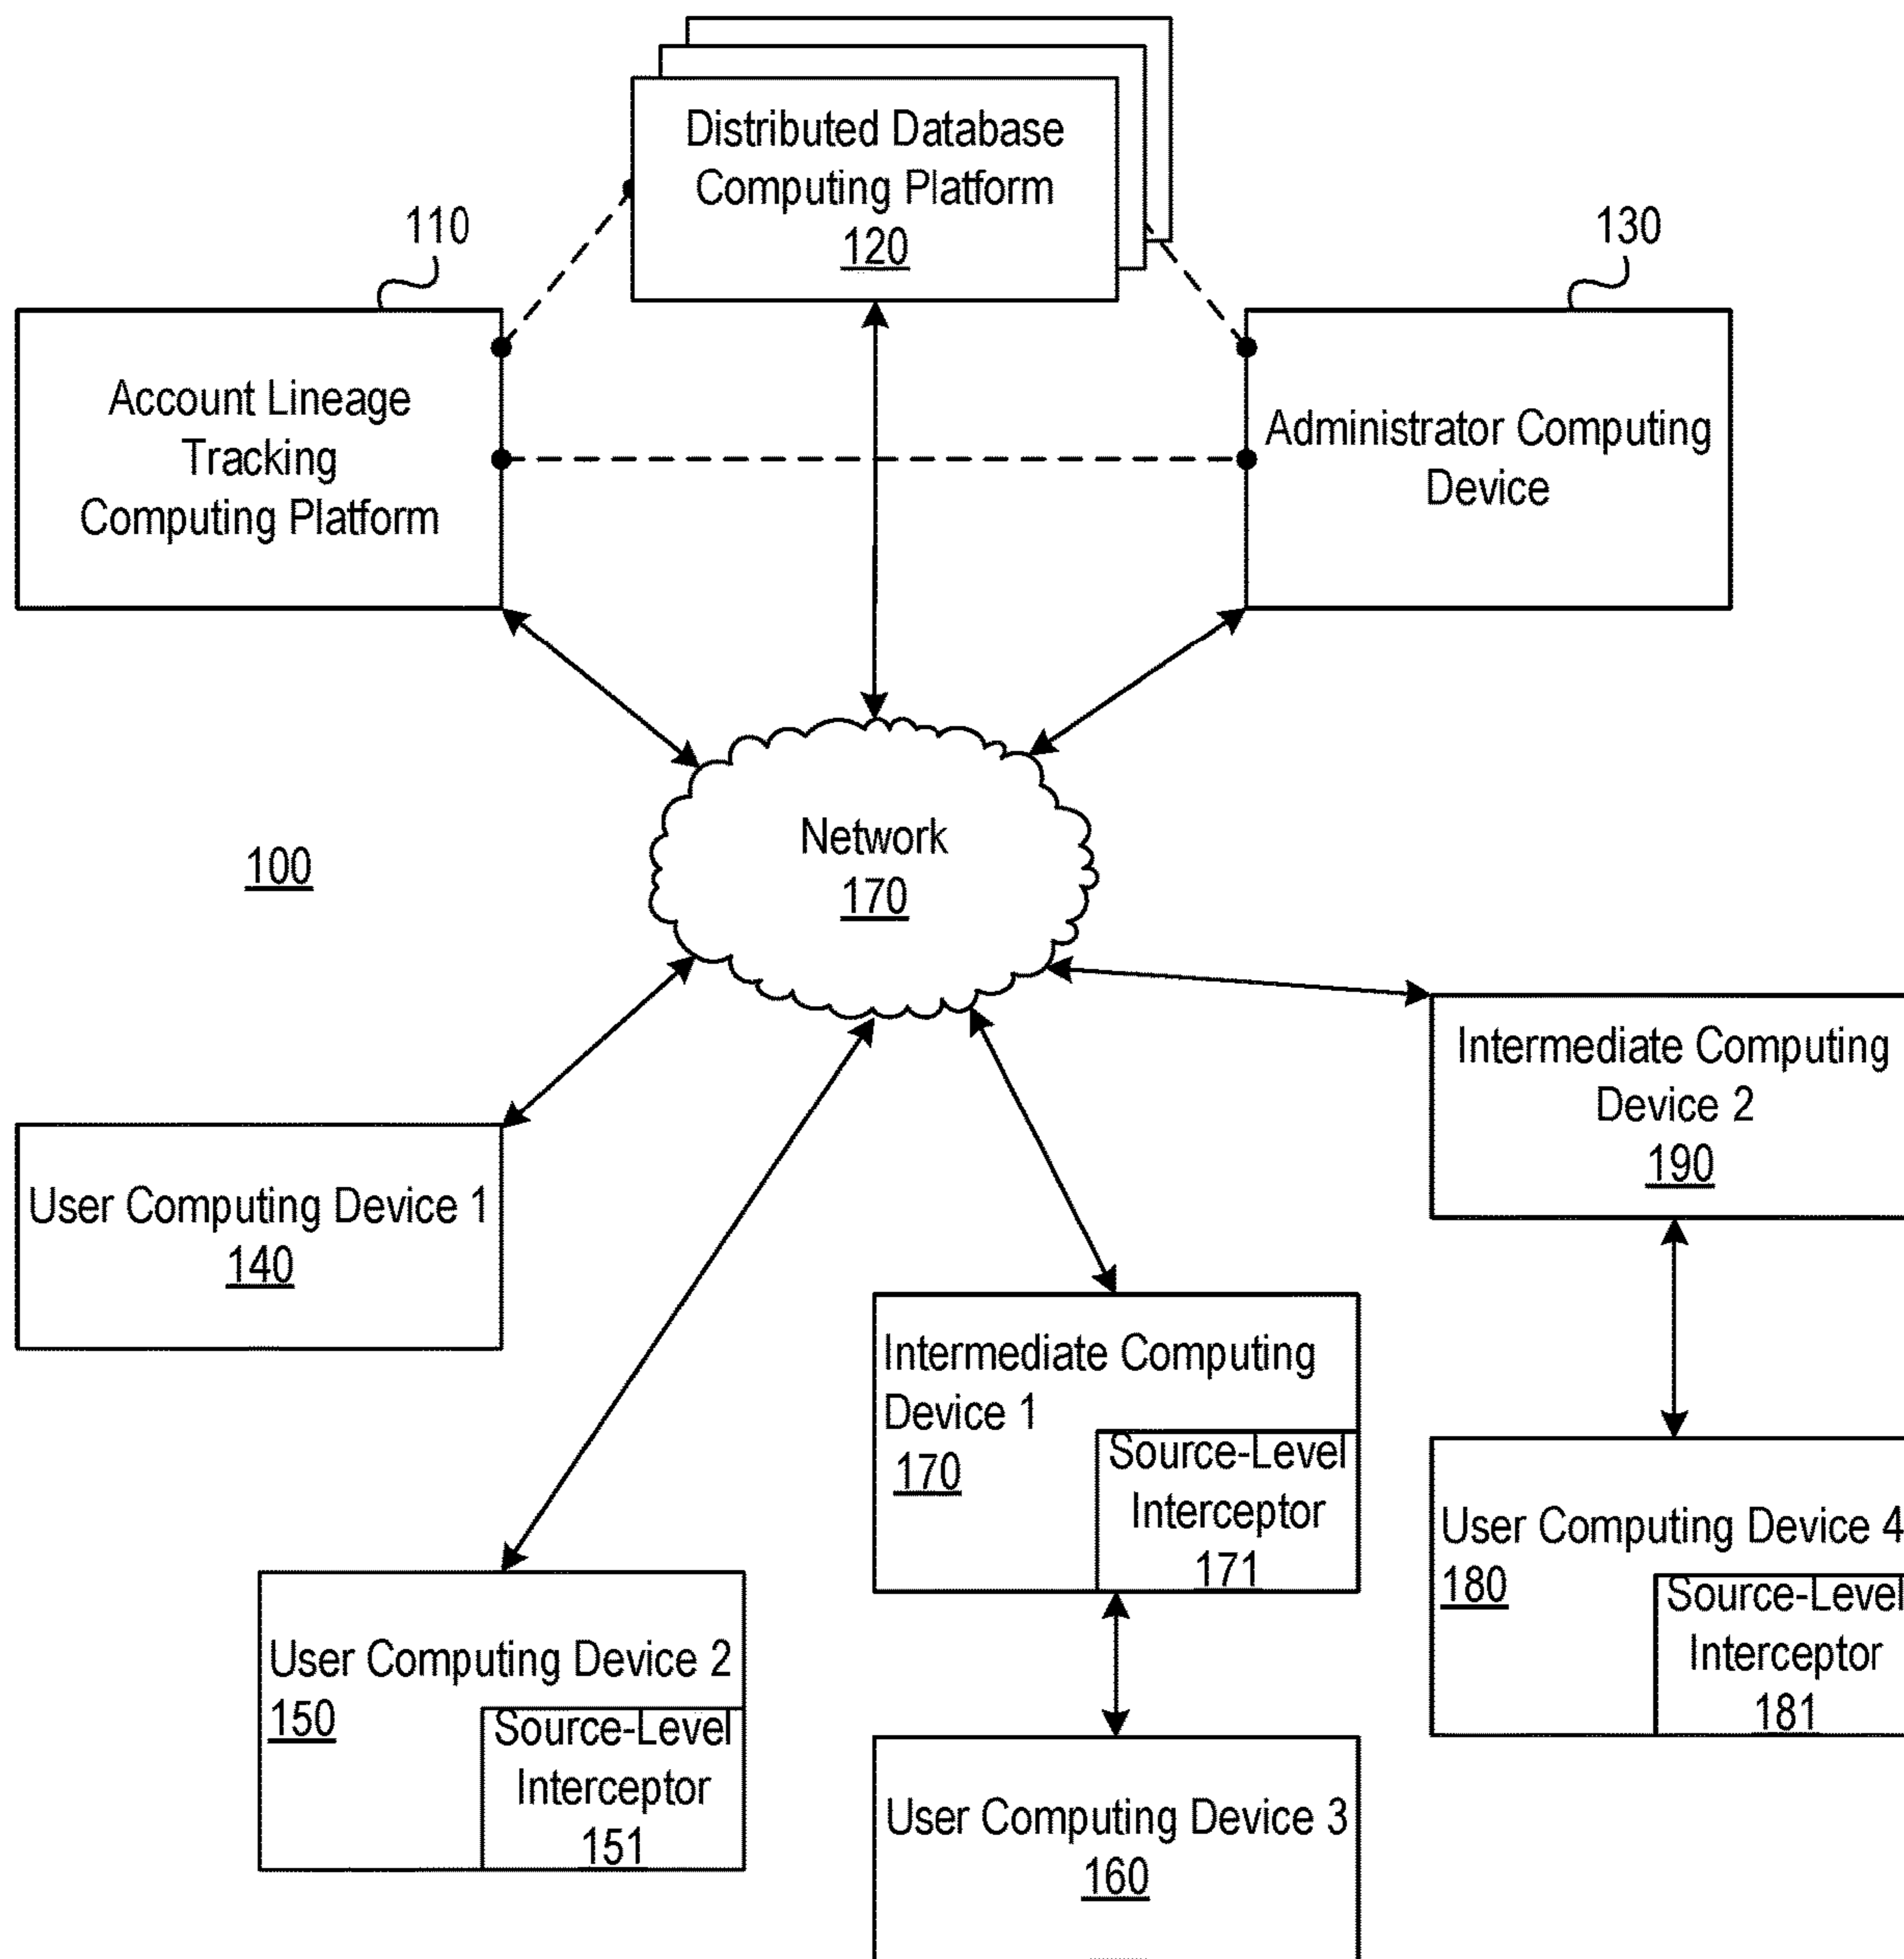 Distributed Database
Computing Platform
120
110
130
Account Lineage
Tracking
Computing Platform
Administrator Computing
Device
Network
170
100
Intermediate Computing
Device 2
190
User Computing Device 1
140
Intermediate Computing
Device 1
170
Source-Level
Interceptor
171
User Computing Device 4
180
Source-Level
Interceptor
181
User Computing Device 2
150
Source-Level
Interceptor
151
User Computing Device 3
160